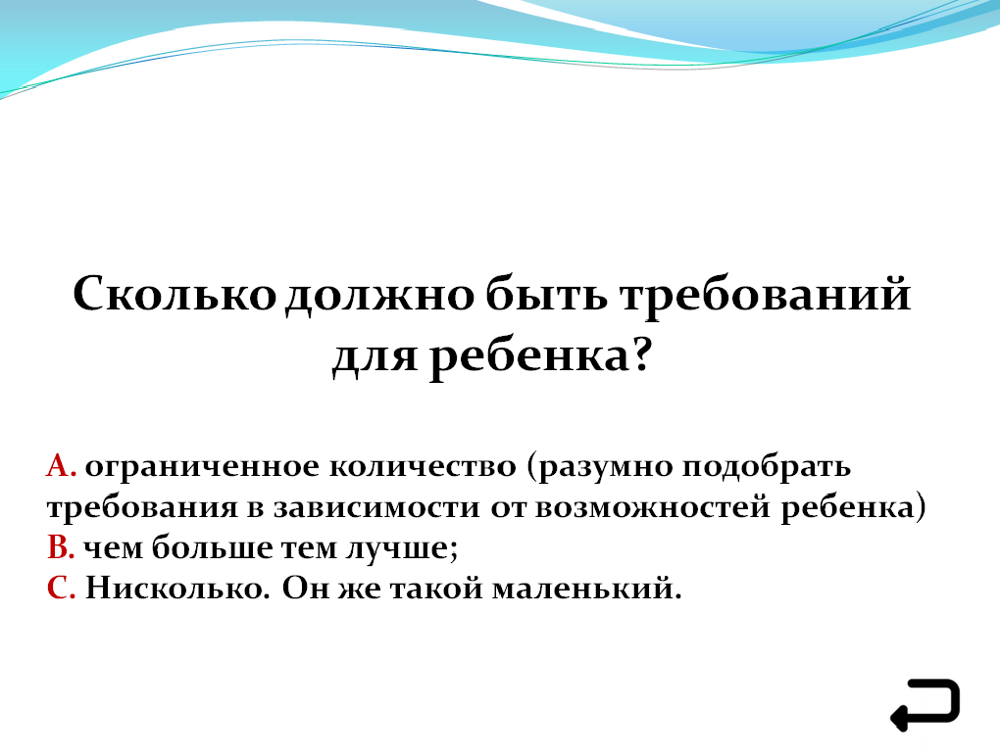 Сколько должно быть требований
для ребенка?
А. ограниченное количество (разумно подобрать
требования в зависимости от возможностей ребенка)
В. чем больше тем лучше;
С. Нисколько. Он же такой маленький.